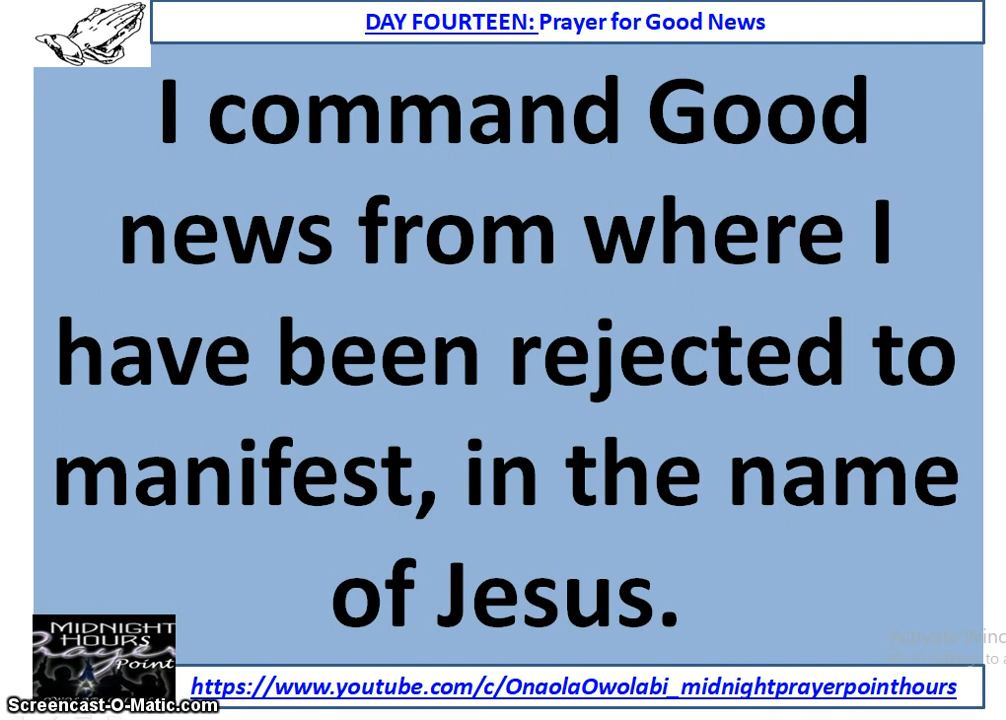 DAY FOURTEEN: Prayer for Good News
I command Good
news from where I
have been rejected to
manifest, in the name
of Jesus.
MIDNIGHT
HOURS
Prayer
Point
https://www.youtube.com/c/OnaolaOwolabi_midnightprayerpointhours
Screencast-O-Matic.com